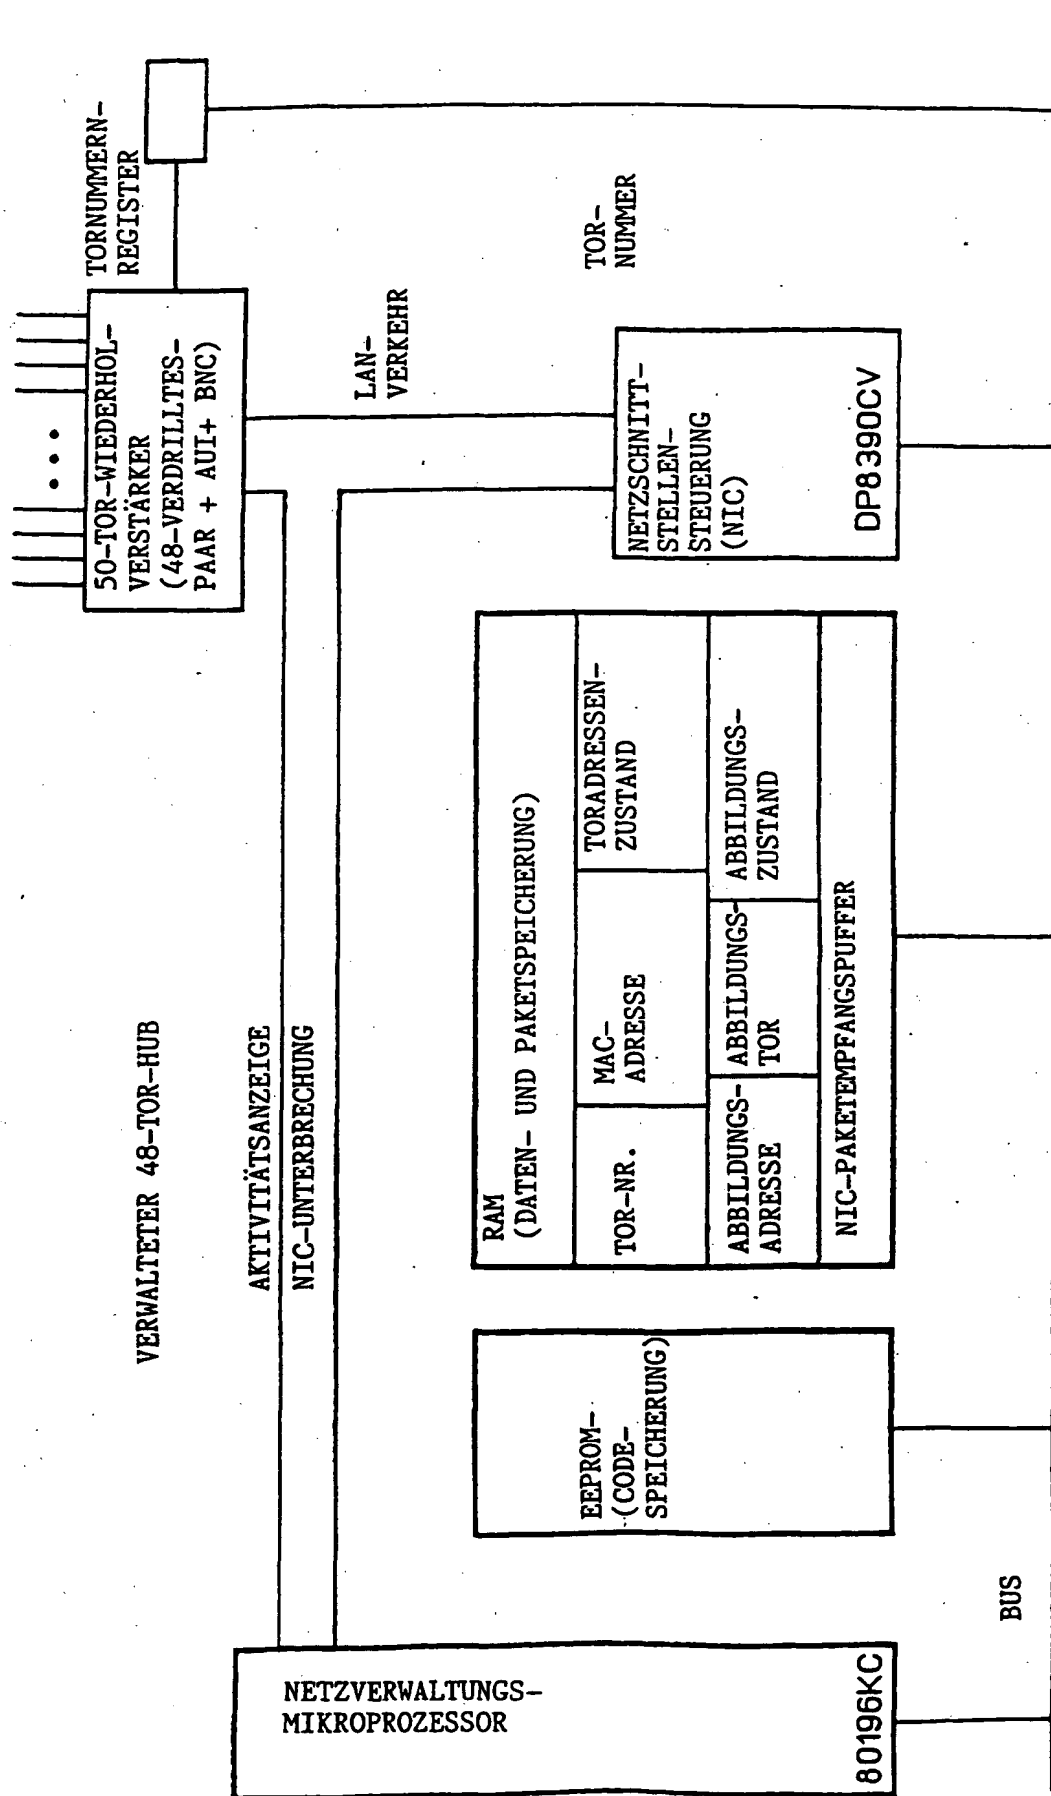 VERWALTETER 48-TOR-HUB
TORNUMMERN-
REGISTER
50-TOR-WIEDERHOL-
VERSTÄRKER
(48-VERDRILLTES-
PAAR + AUI+ BNC)
AKTIVITÄTSANZEIGE
NIC-UNTERBRECHUNG
LAN-
VERKEHR
TOR-
NUMMER
NETZVERWALTUNGS-
MIKROPROZESSOR
80196KC
EEPROM-
(CODE-
SPEICHERUNG)
RAM
(DATEN- UND PAKETSPEICHERUNG)
TOR-NR.
MAC-
ADRESSE
TORADRESSEN-
ZUSTAND
ABBILDUNGS-
ADRESSE
ABBILDUNGS-
TOR
ABBILDUNGS-
ZUSTAND
NIC-PAKETEMPFANGSPUFFER
NETZSCHNITT-
STELLEN-
STEUERUNG
(NIC)
DP8390CV
BUS